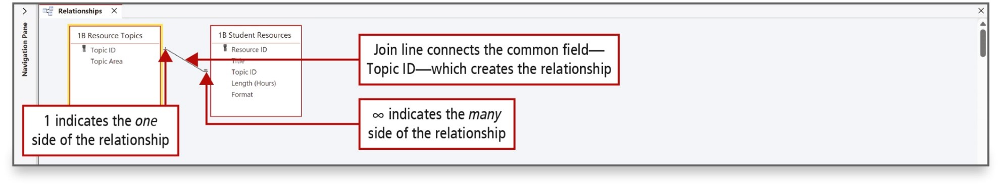 Relationships
Navigation Pane
1B Resource Topics
Topic ID
Topic Area
1B Student Resources
Resource ID
Title
Topic ID
Length (Hours)
Format
Join line connects the common field—
Topic ID—which creates the relationship
1 indicates the one
side of the relationship
∞ indicates the many
side of the relationship